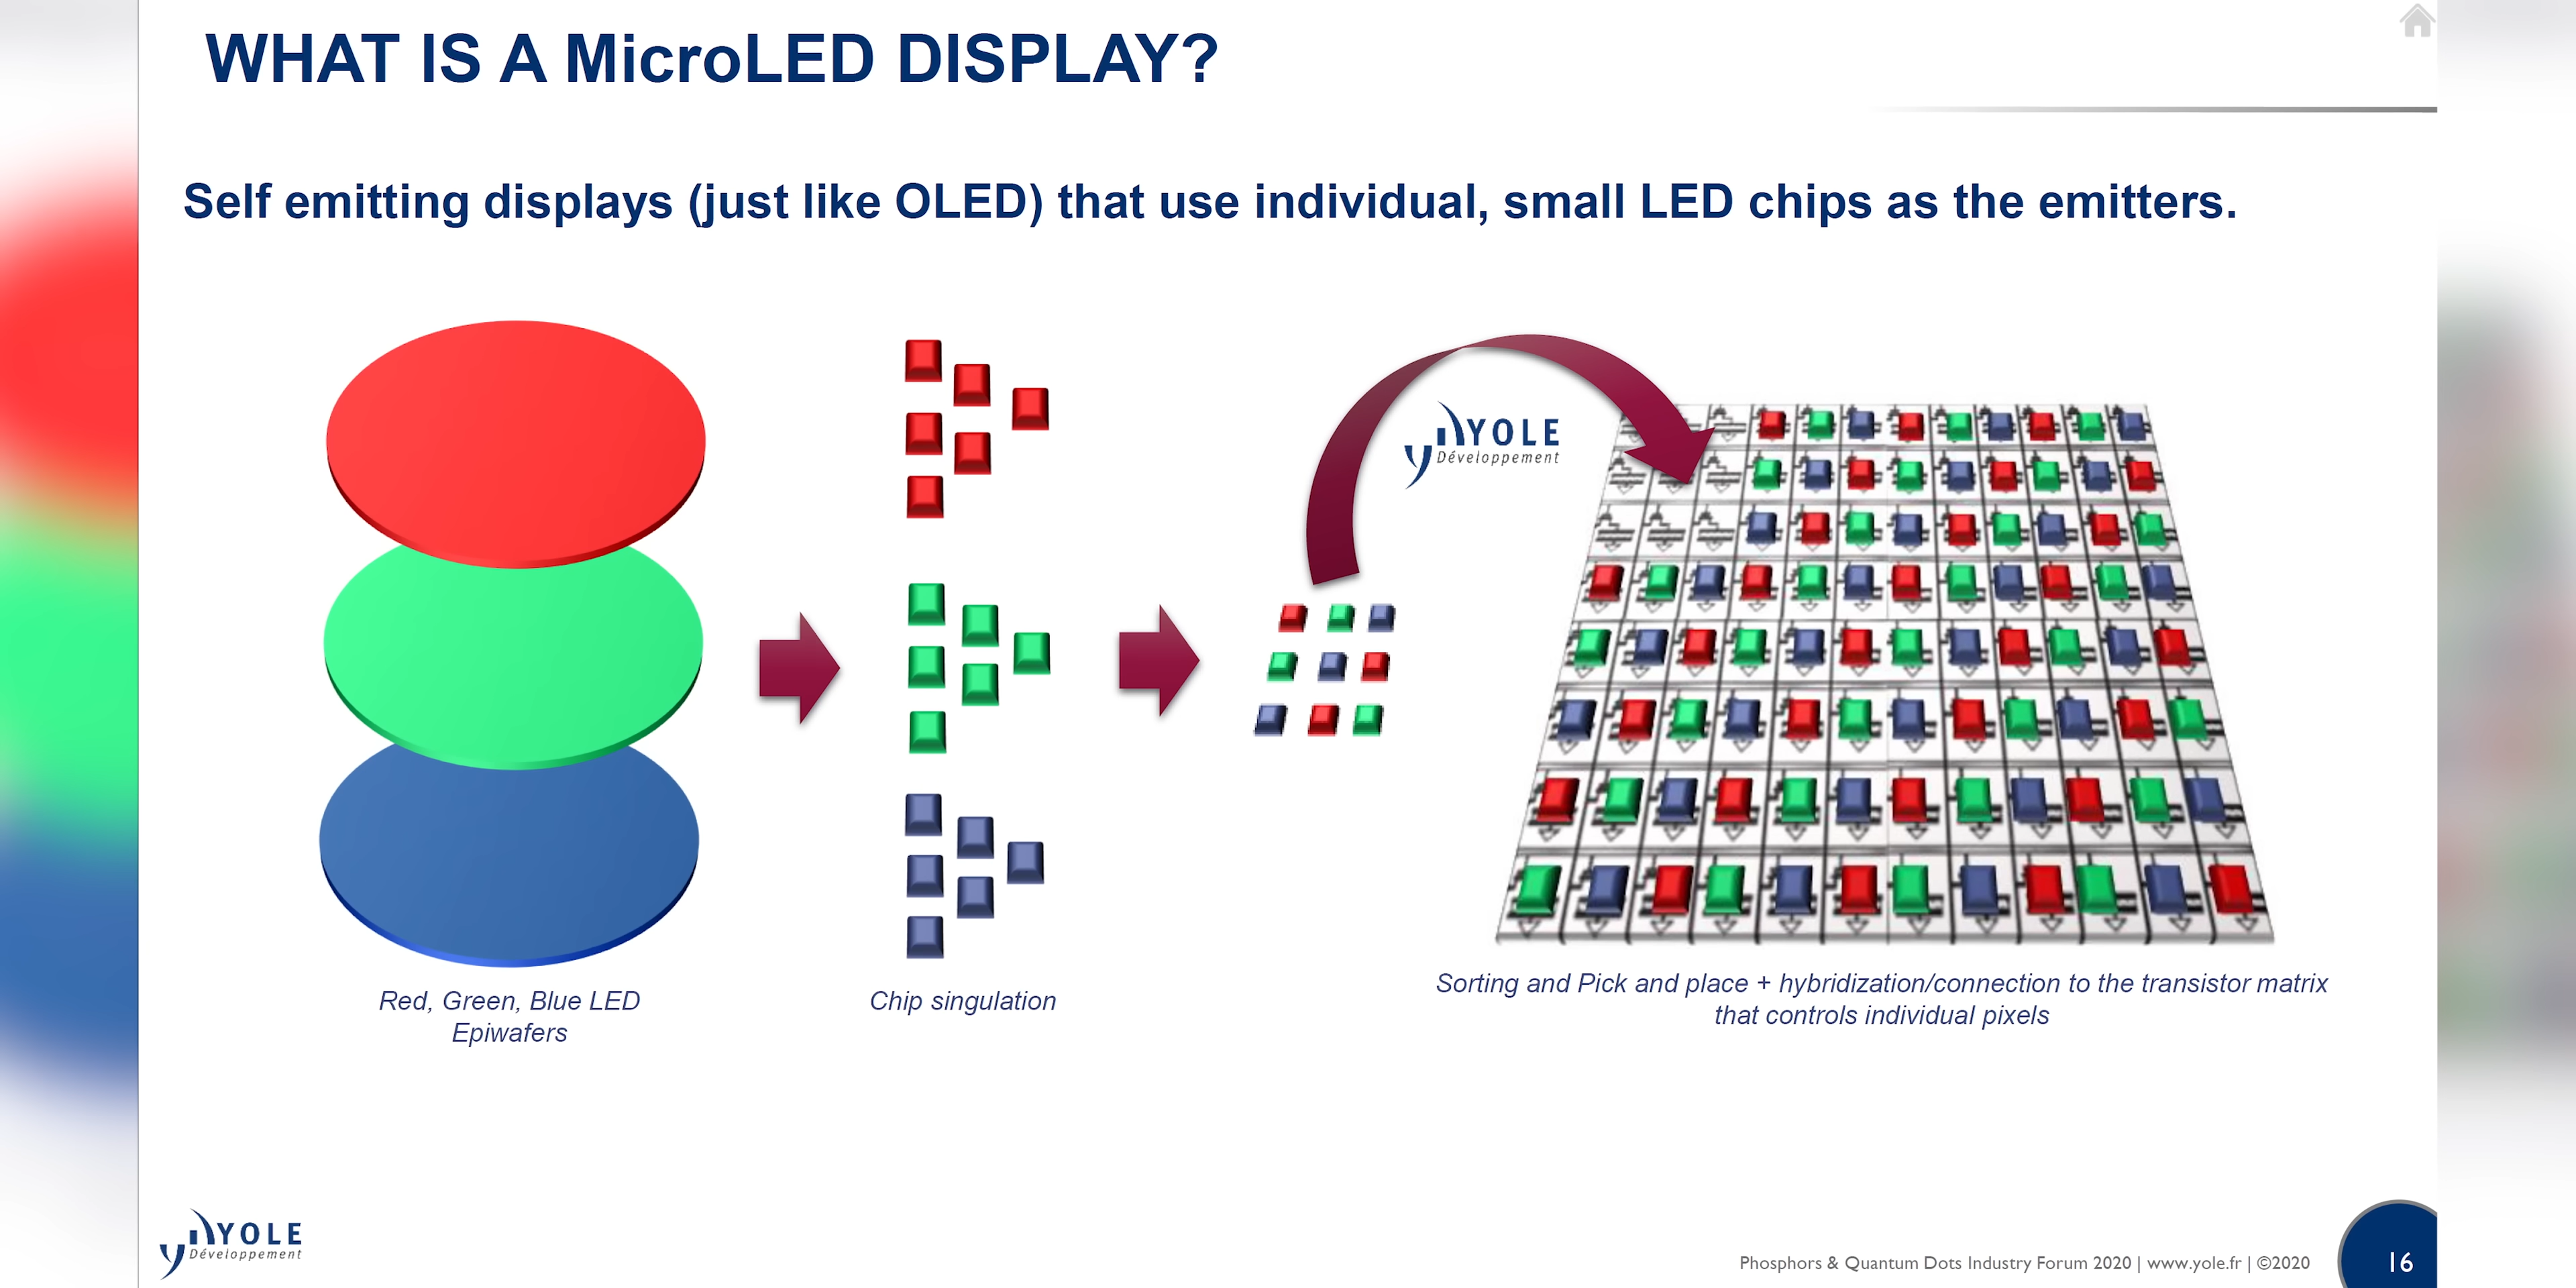 WHAT IS A MicroLED DISPLAY?
Self emitting displays (just like OLED) that use individual, small LED chips as the emitters.
YOLE
Développement
Red, Green, Blue LED
Epiwafers
Chip singulation
Sorting and Pick and place + hybridization/connection to the transistor matrix
that controls individual pixels
YOLE
Développement
Phosphors & Quantum Dots Industry Forum 2020 | www.yole.fr | ©2020
16